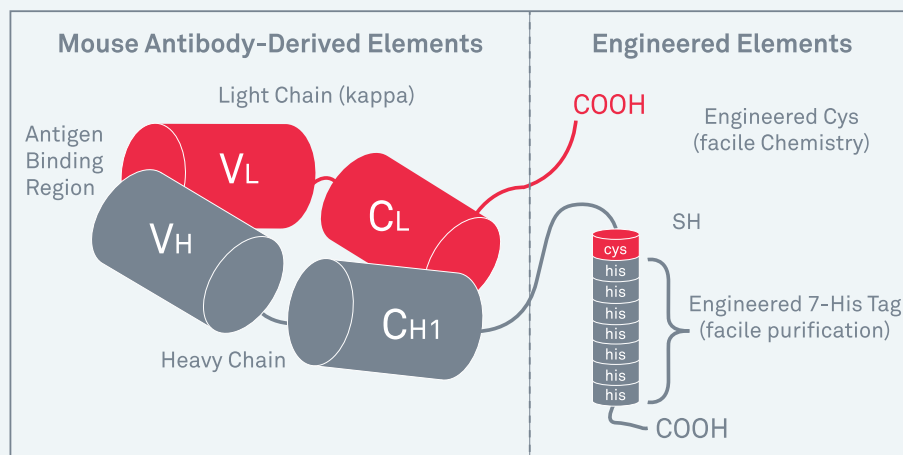 Mouse Antibody-Derived Elements
Engineered Elements
Light Chain (kappa)
COOH
Engineered Cys
(facile Chemistry)
Antigen
Binding
Region
VL
CL
VH
SH
cys
his
his
his
his
his
his
his
Engineered 7-His Tag
(facile purification)
CH1
Heavy Chain
COOH